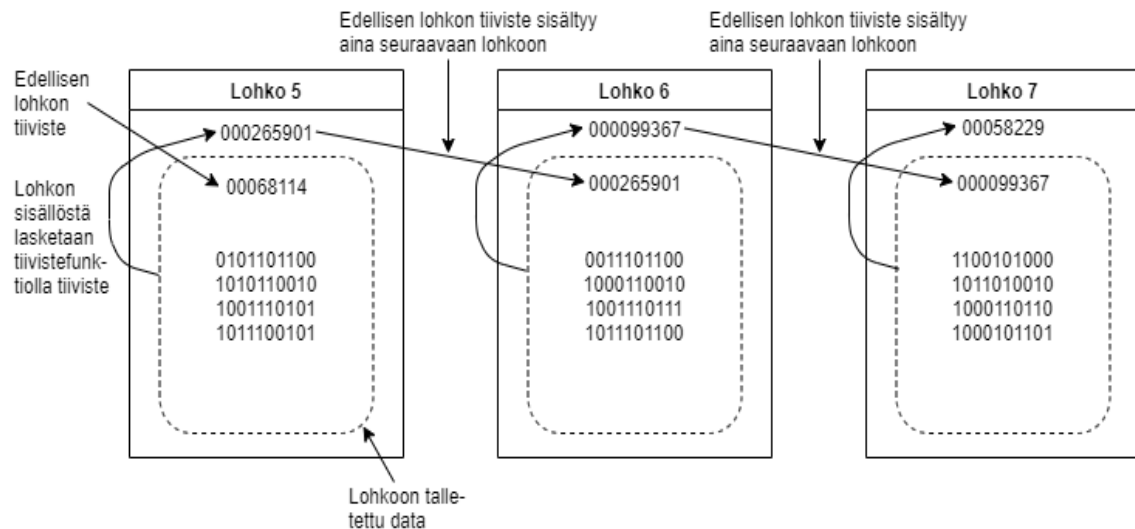 Edellisen lohkon tiiviste sisältyy
aina seuraavaan lohkoon
Edellisen lohkon tiiviste sisältyy
aina seuraavaan lohkoon
Edellisen
lohkon
tiiviste
Lohkon
sisällöstä
lasketaan
tiivistefunk-
tiolla tiiviste
Lohko 5
000265901
00068114
0101101100
1010110010
1001110101
1011100101
Lohkoon talle-
tettu data
Lohko 6
000099367
000265901
0011101100
1000110010
1001110111
1011101100
Lohko 7
00058229
000099367
1100101000
1011010010
1000110110
1000101101